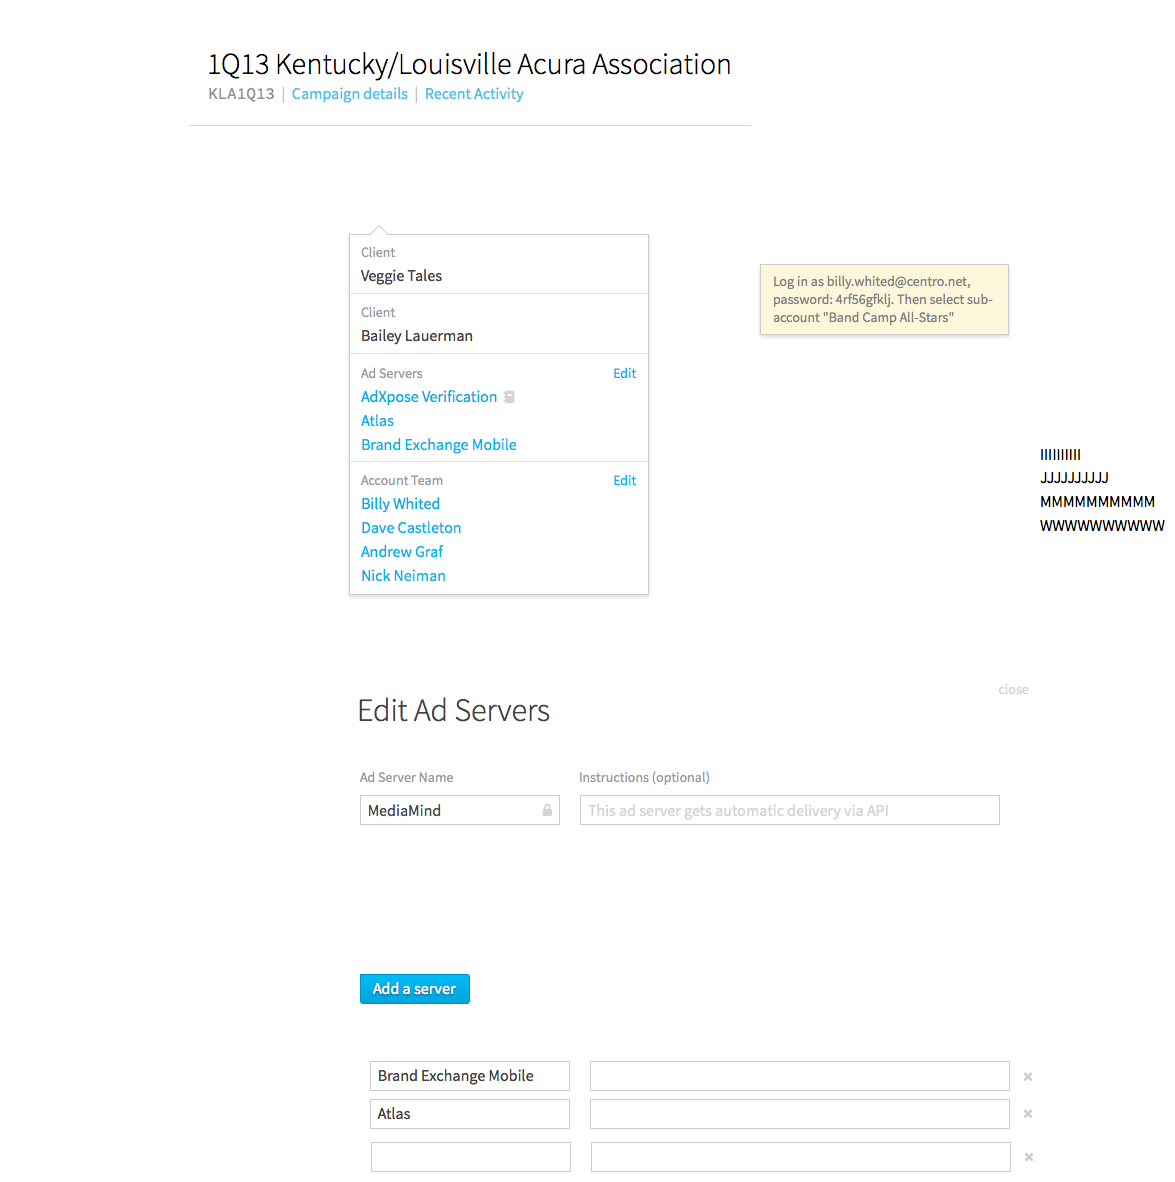 1Q13 Kentucky/Louisville Acura Association
KLA1Q13 | Campaign details | Recent Activity
Client
Veggie Tales
Client
Bailey Lauerman
Ad Servers Edit
AdXpose Verification
Atlas
Brand Exchange Mobile
Account Team Edit
Billy Whited
Dave Castleton
Andrew Graf
Nick Neiman
Log in as billy.whited@centro.net,
password: 4rf56gfklj. Then select sub-
account "Band Camp All-Stars"
IIIIIIIIII
JJJJJJJJJJ
MMMMMMMMMM
WWWWWWWWWW
close
Edit Ad Servers
Ad Server Name Instructions (optional)
MediaMind This ad server gets automatic delivery via API
Add a server
Brand Exchange Mobile
Atlas